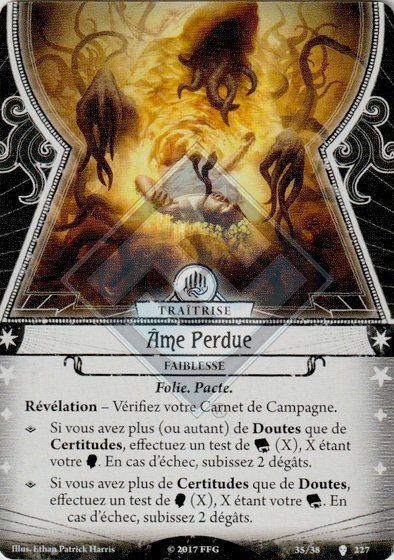 TRAÎTRISE
Âme Perdue
FAIBLESSE
Folie. Pacte.
Révélation – Vérifiez votre Carnet de Campagne.
Si vous avez plus (ou autant) de Doutes que de
Certitudes, effectuez un test de (X), X étant
votre . En cas d'échec, subissez 2 dégâts.
Si vous avez plus de Certitudes que de Doutes,
effectuez un test de (X), X étant votre
. En cas d'échec, subissez 2 dégâts.
Illus. Ethan Patrick Harris © 2017 FFG 35/38 227